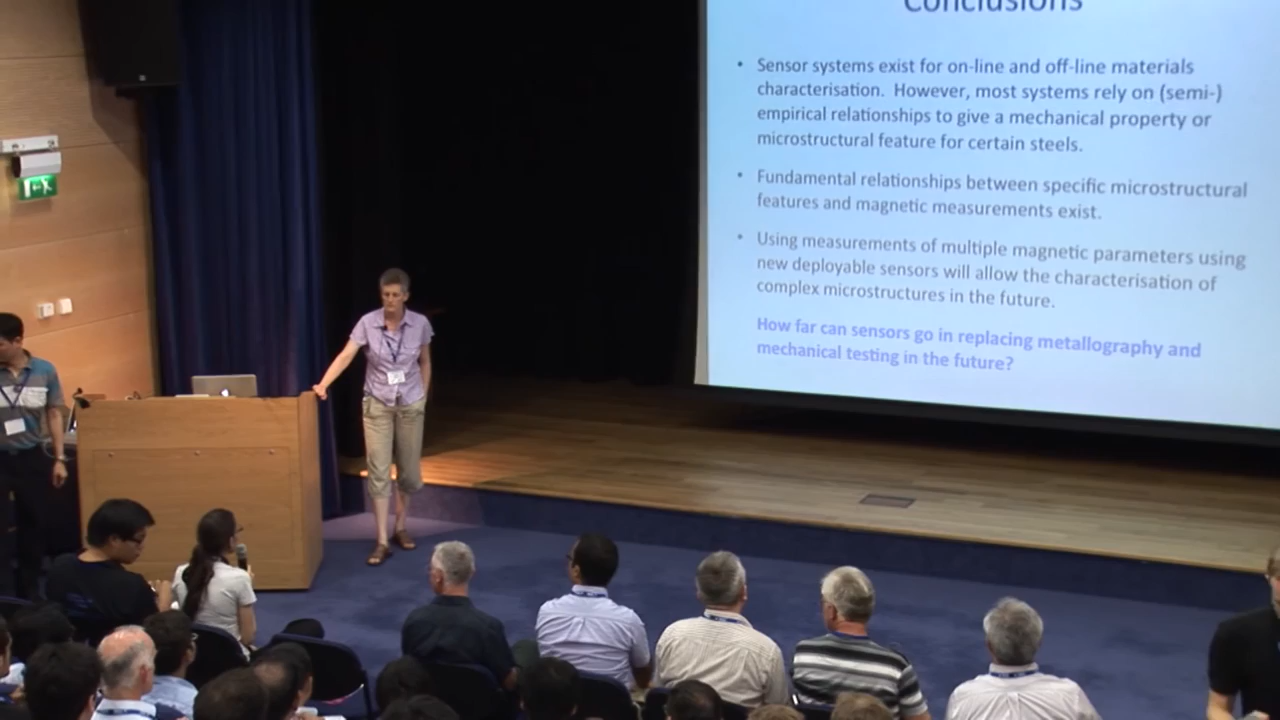 Conclusions
• Sensor systems exist for on-line and off-line materials
characterisation. However, most systems rely on (semi-)
empirical relationships to give a mechanical property or
microstructural feature for certain steels.
• Fundamental relationships between specific microstructural
features and magnetic measurements exist.
• Using measurements of multiple magnetic parameters using
new deployable sensors will allow the characterisation of
complex microstructures in the future.
How far can sensors go in replacing metallography and
mechanical testing in the future?